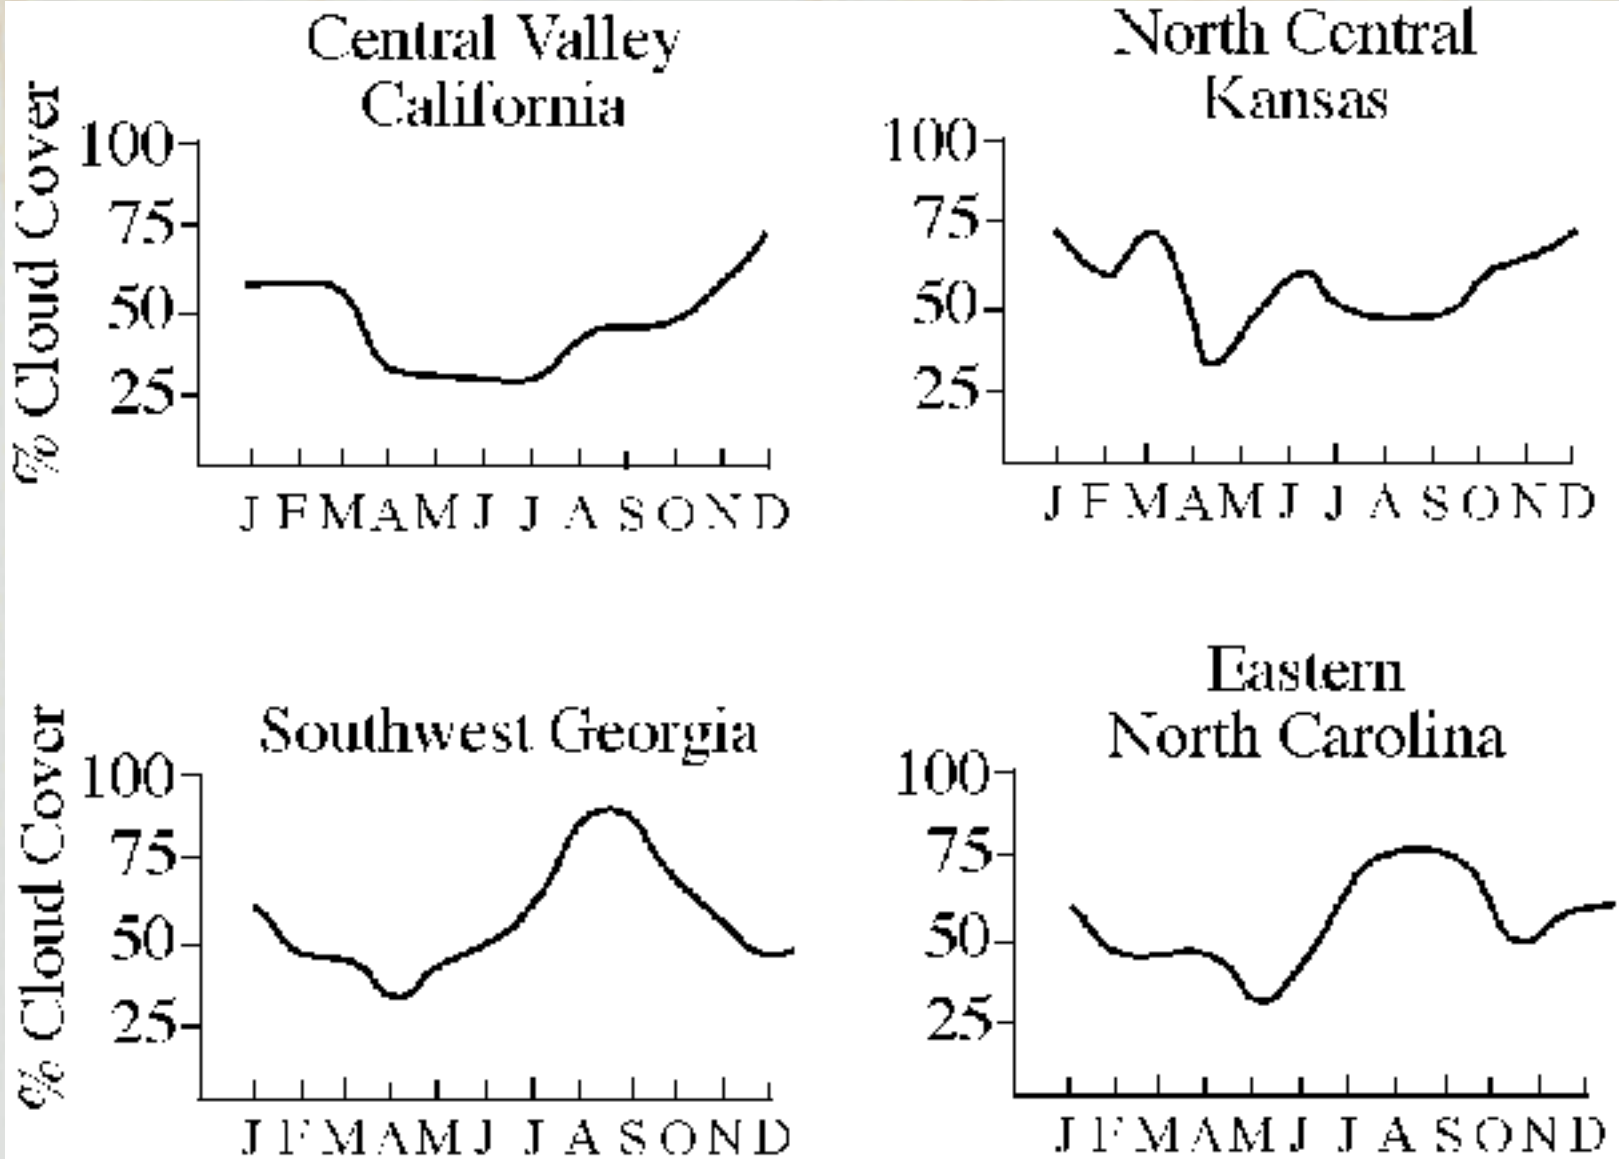 Central Valley
California
% Cloud Cover
100
75
50
25
J F M A M J J A S O N D
North Central
Kansas
100
75
50
25
J F M A M J J A S O N D
Southwest Georgia
% Cloud Cover
100
75
50
25
J F M A M J J A S O N D
Eastern
North Carolina
100
75
50
25
J F M A M J J A S O N D